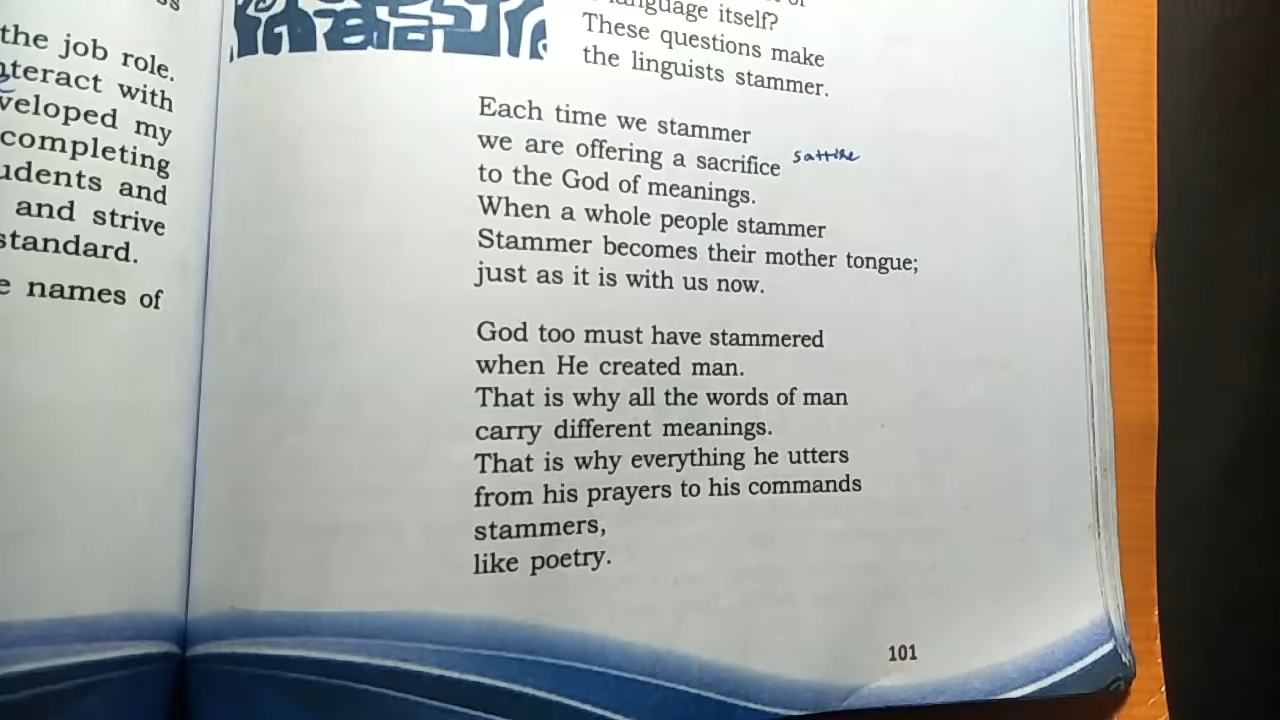 the job role.
nteract with
veloped my
completing
udents and
and strive
standard.
e names of
language itself?
These questions make
the linguists stammer.
Each time we stammer
we are offering a sacrifice
to the God of meanings.
When a whole people stammer
Stammer becomes their mother tongue;
just as it is with us now.
God too must have stammered
when He created man.
That is why all the words of man
carry different meanings.
That is why everything he utters
from his prayers to his commands
stammers,
like poetry.
101